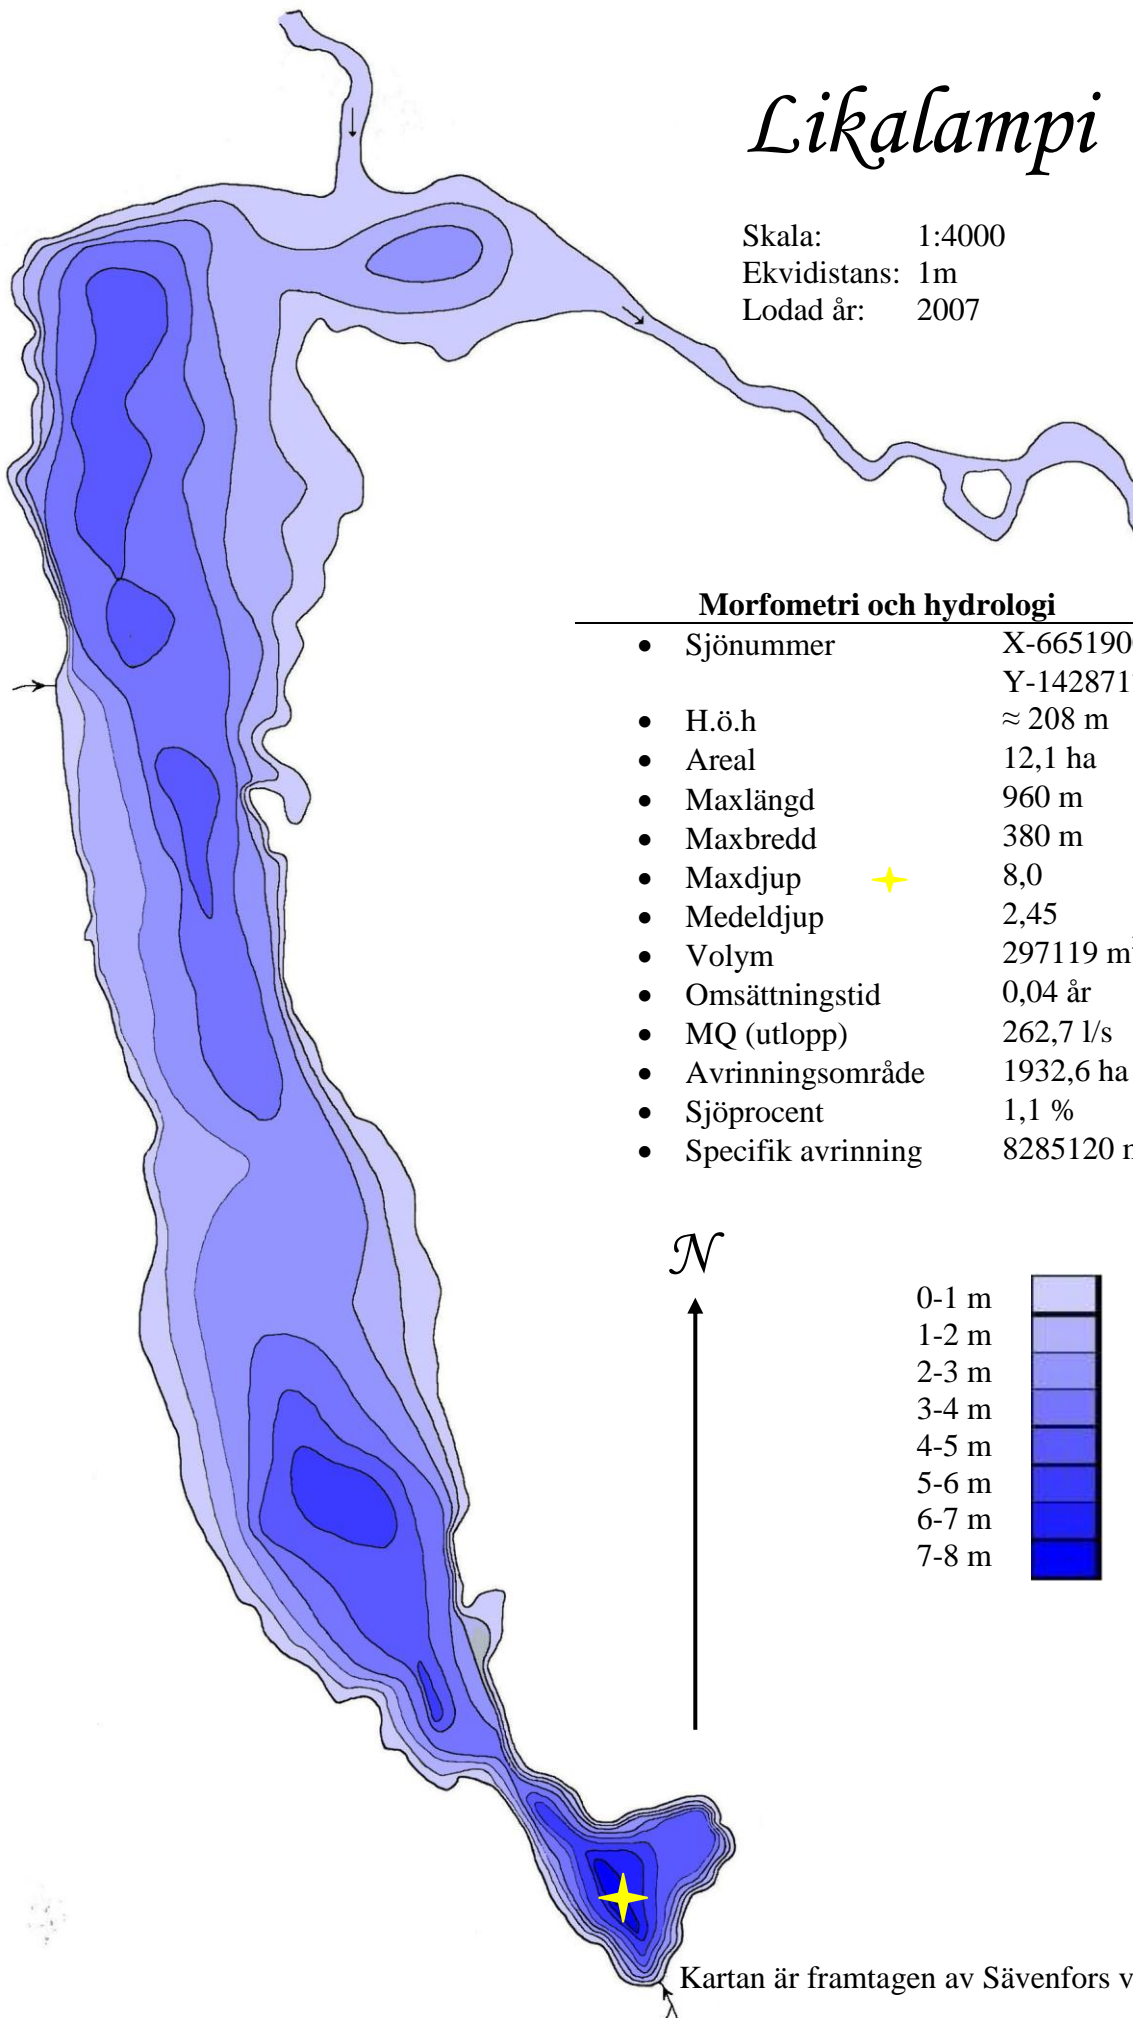 Likalampi
Skala: 1:4000
Ekvidistans: 1m
Lodad år: 2007
Morfometri och hydrologi
• Sjönummer X-665190
Y-142871
• H.ö.h ≈ 208 m
• Areal 12,1 ha
• Maxlängd 960 m
• Maxbredd 380 m
• Maxdjup 8,0
• Medeldjup 2,45
• Volym 297119 m
• Omsättningstid 0,04 år
• MQ (utlopp) 262,7 l/s
• Avrinningsområde 1932,6 ha
• Sjöprocent 1,1 %
• Specifik avrinning 8285120
N
0-1 m
1-2 m
2-3 m
3-4 m
4-5 m
5-6 m
6-7 m
7-8 m
Kartan är framtagen av Sävenfors v